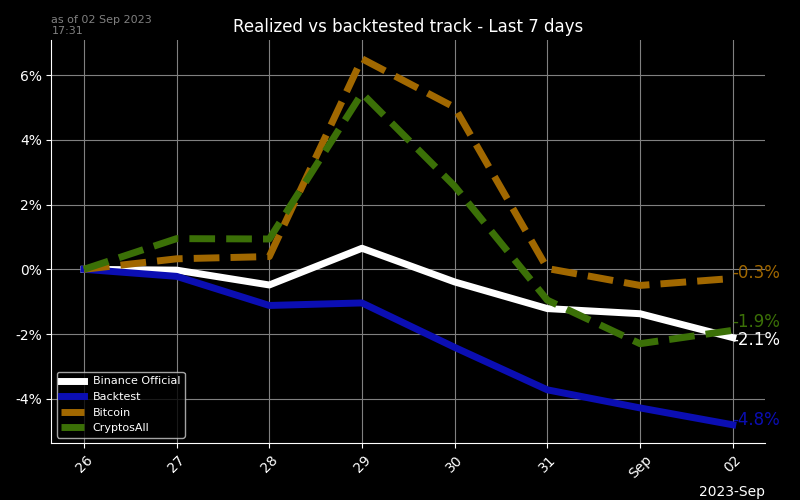 as of 02 Sep 2023
17:31
Realized vs backtested track - Last 7 days
6%
4%
2%
0%
-2%
-4%
-0.3%
-1.9%
-2.1%
-4.8%
Binance Official
Backtest
Bitcoin
CryptosAll
26
27
28
29
30
31
Sep
02
2023-Sep